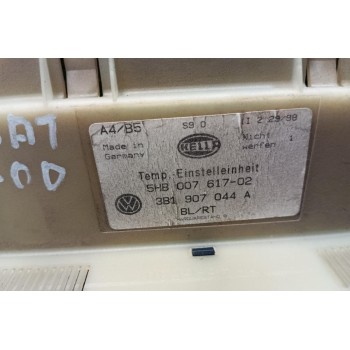 A4/B5 S9.0 11 2 29/98
Made in Germany HELLA Nicht werfen 1
Temp. Einstelleinheit
5HB 007 617-02
3B1 907 044 A
BL/RT